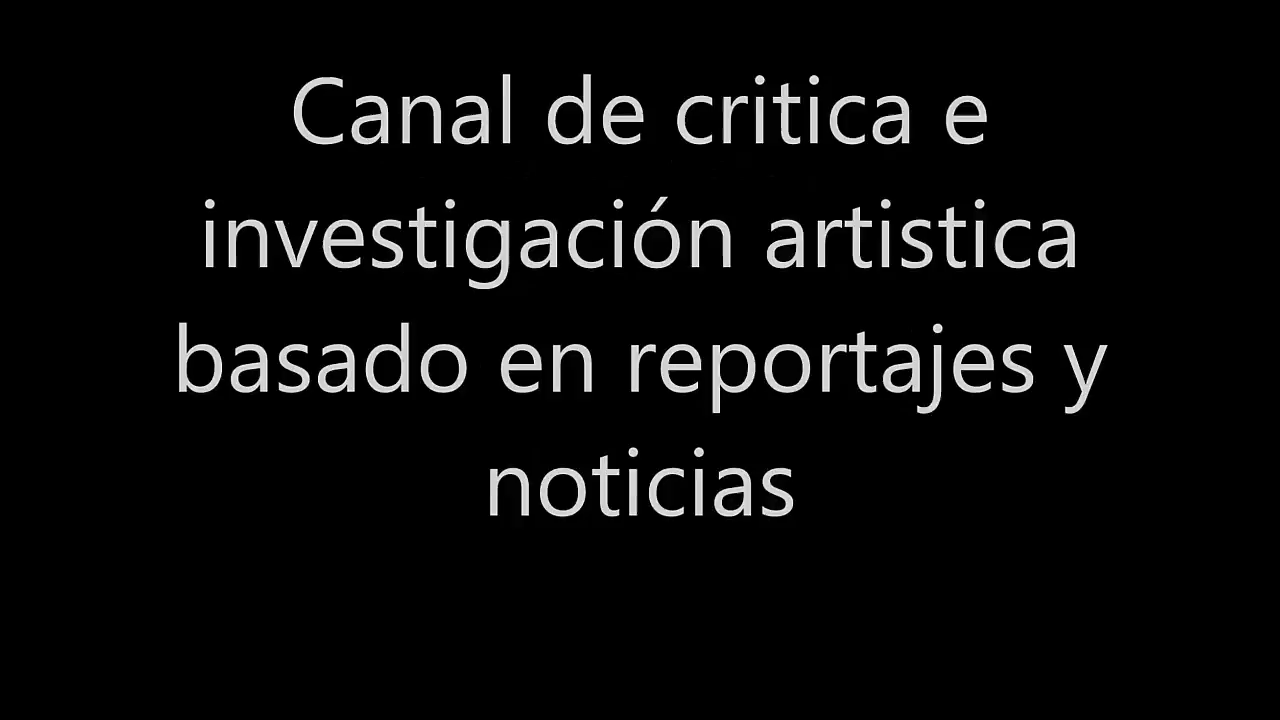 Canal de critica e
investigación artistica
basado en reportajes y
noticias